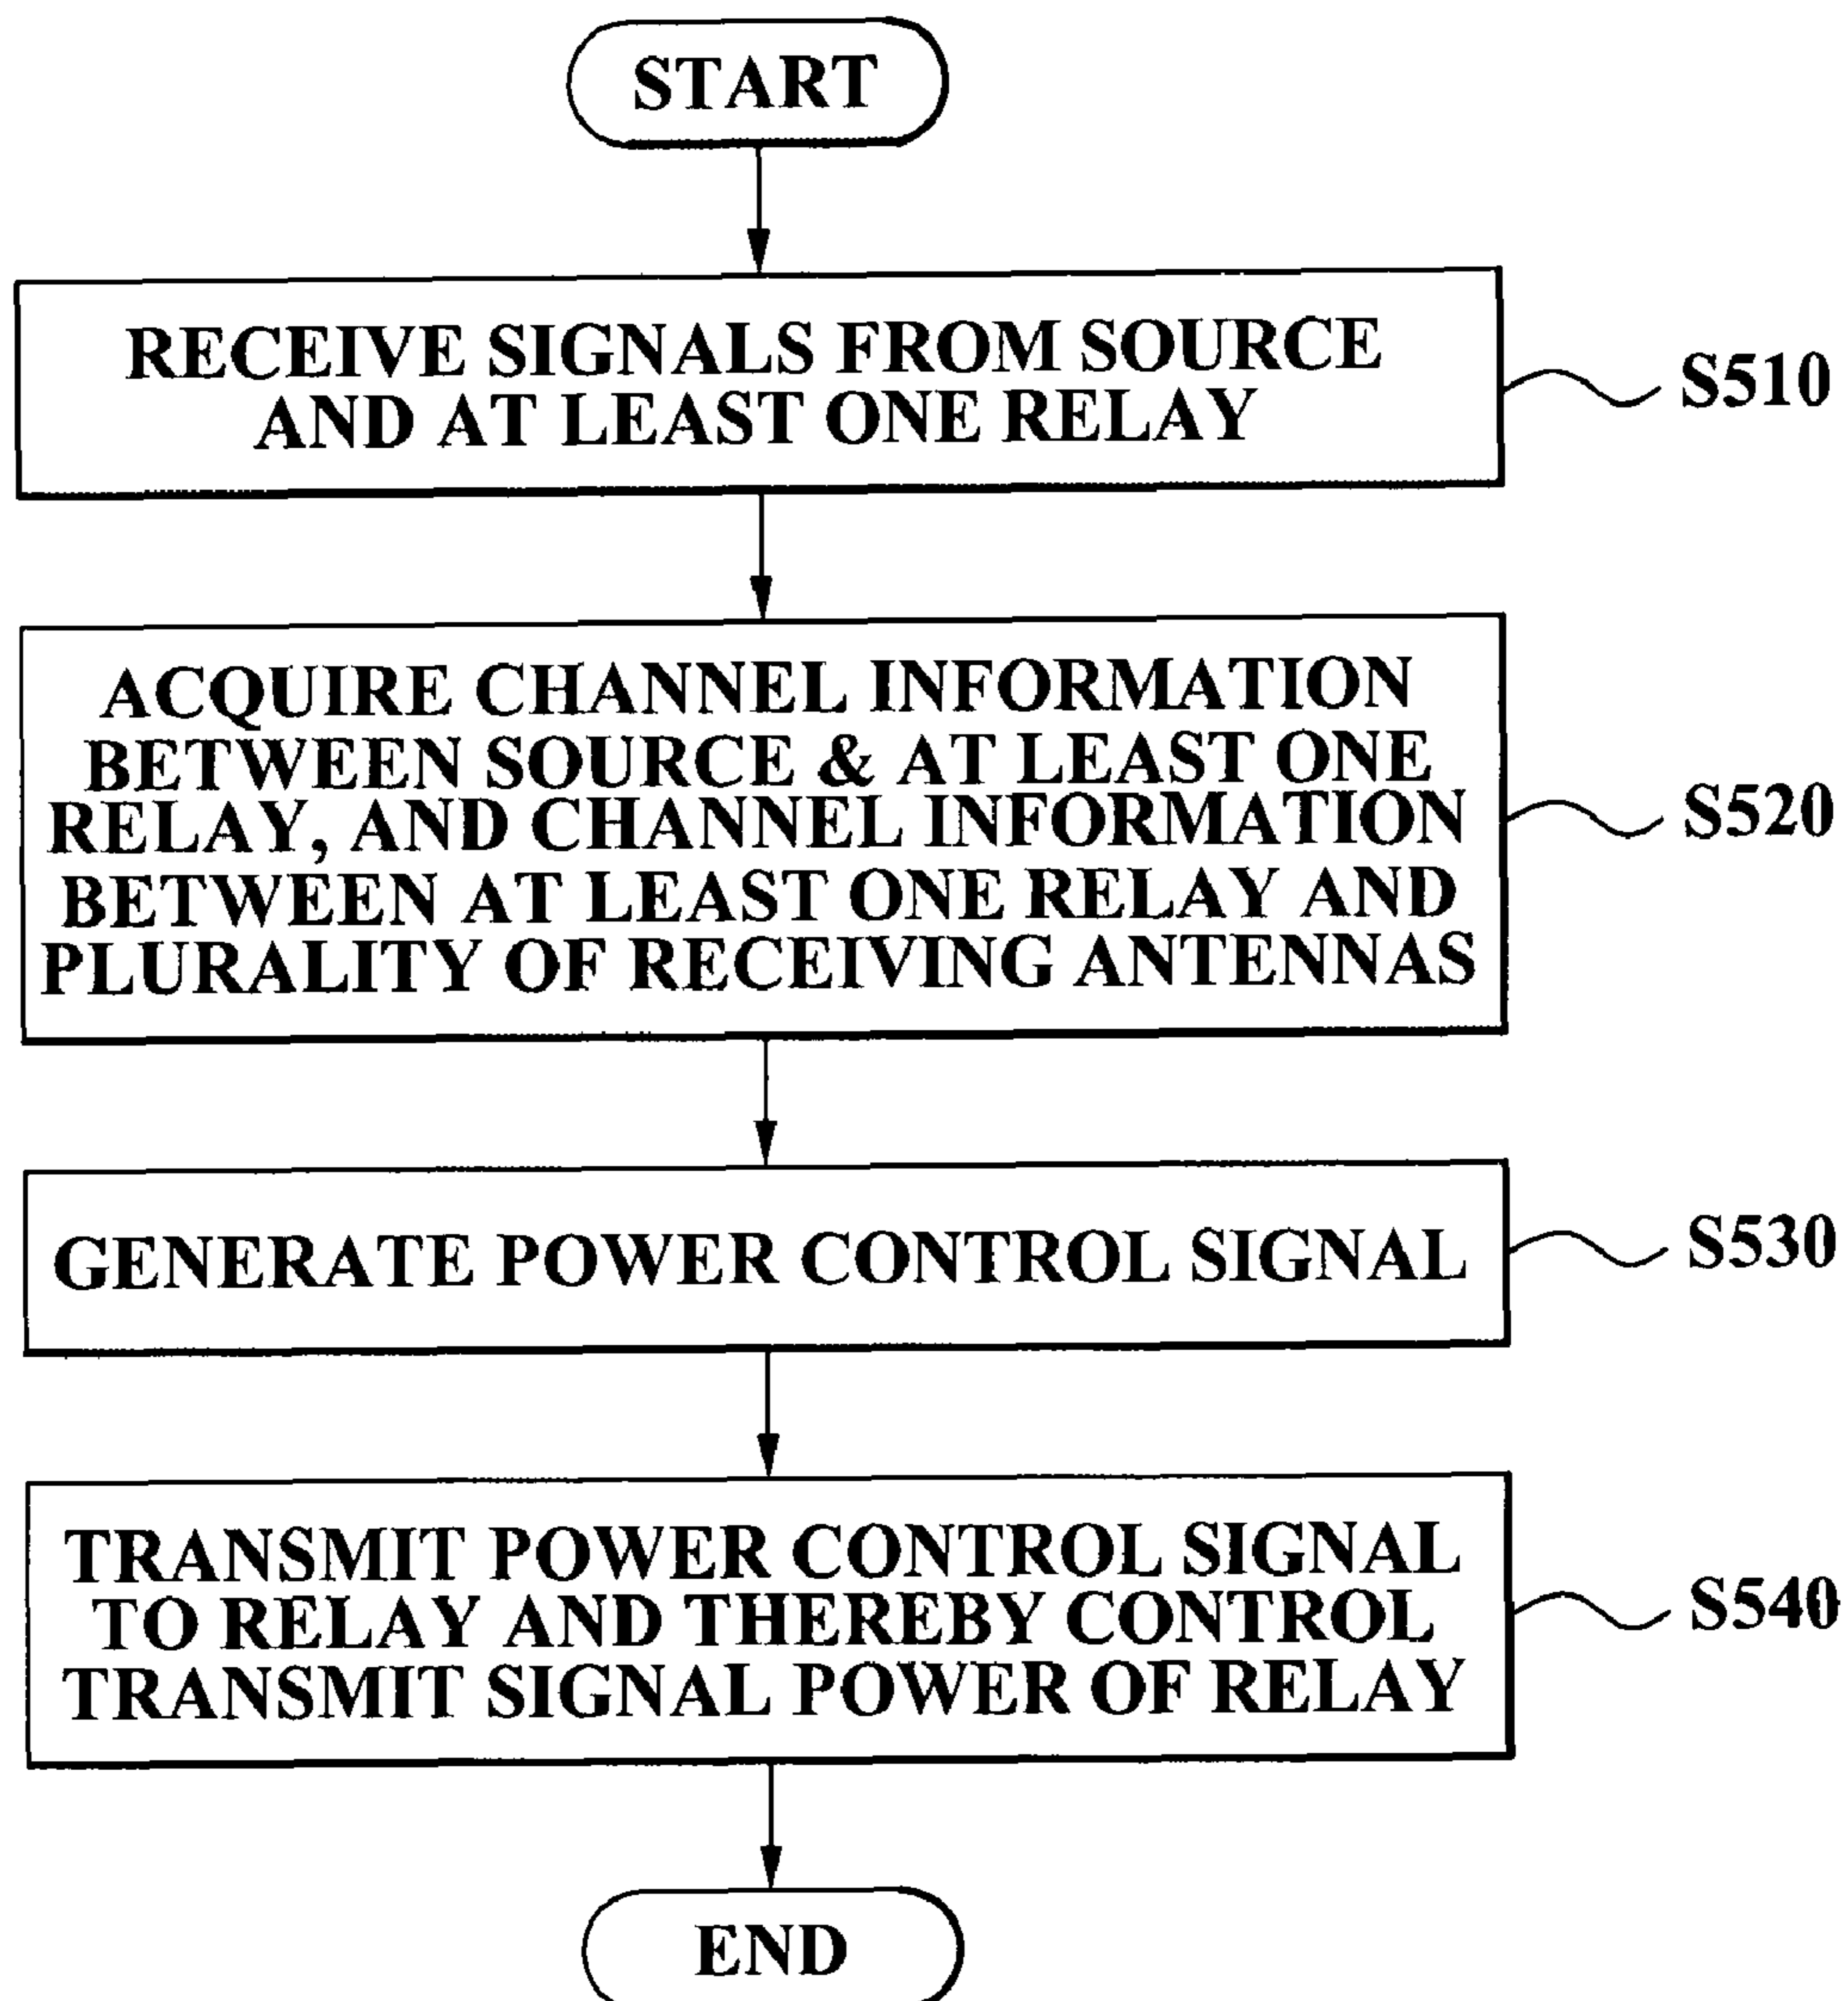 START
RECEIVE SIGNALS FROM SOURCE
AND AT LEAST ONE RELAY
S510
ACQUIRE CHANNEL INFORMATION
BETWEEN SOURCE & AT LEAST ONE
RELAY, AND CHANNEL INFORMATION
BETWEEN AT LEAST ONE RELAY AND
PLURALITY OF RECEIVING ANTENNAS
S520
GENERATE POWER CONTROL SIGNAL
S530
TRANSMIT POWER CONTROL SIGNAL
TO RELAY AND THEREBY CONTROL
TRANSMIT SIGNAL POWER OF RELAY
S540
END